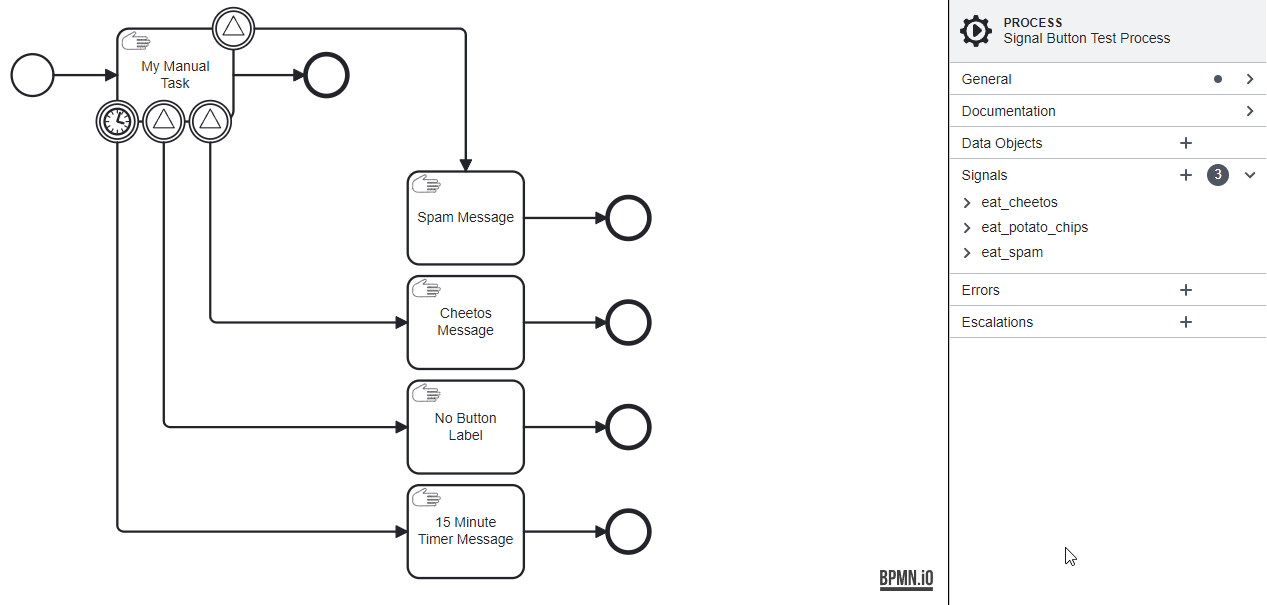 My Manual
Task
Spam Message
Cheetos
Message
No Button
Label
15 Minute
Timer Message
BPMN.iO
PROCESS
Signal Button Test Process
General
Documentation
Data Objects
Signals
3
eat_cheetos
eat_potato_chips
eat_spam
Errors
Escalations